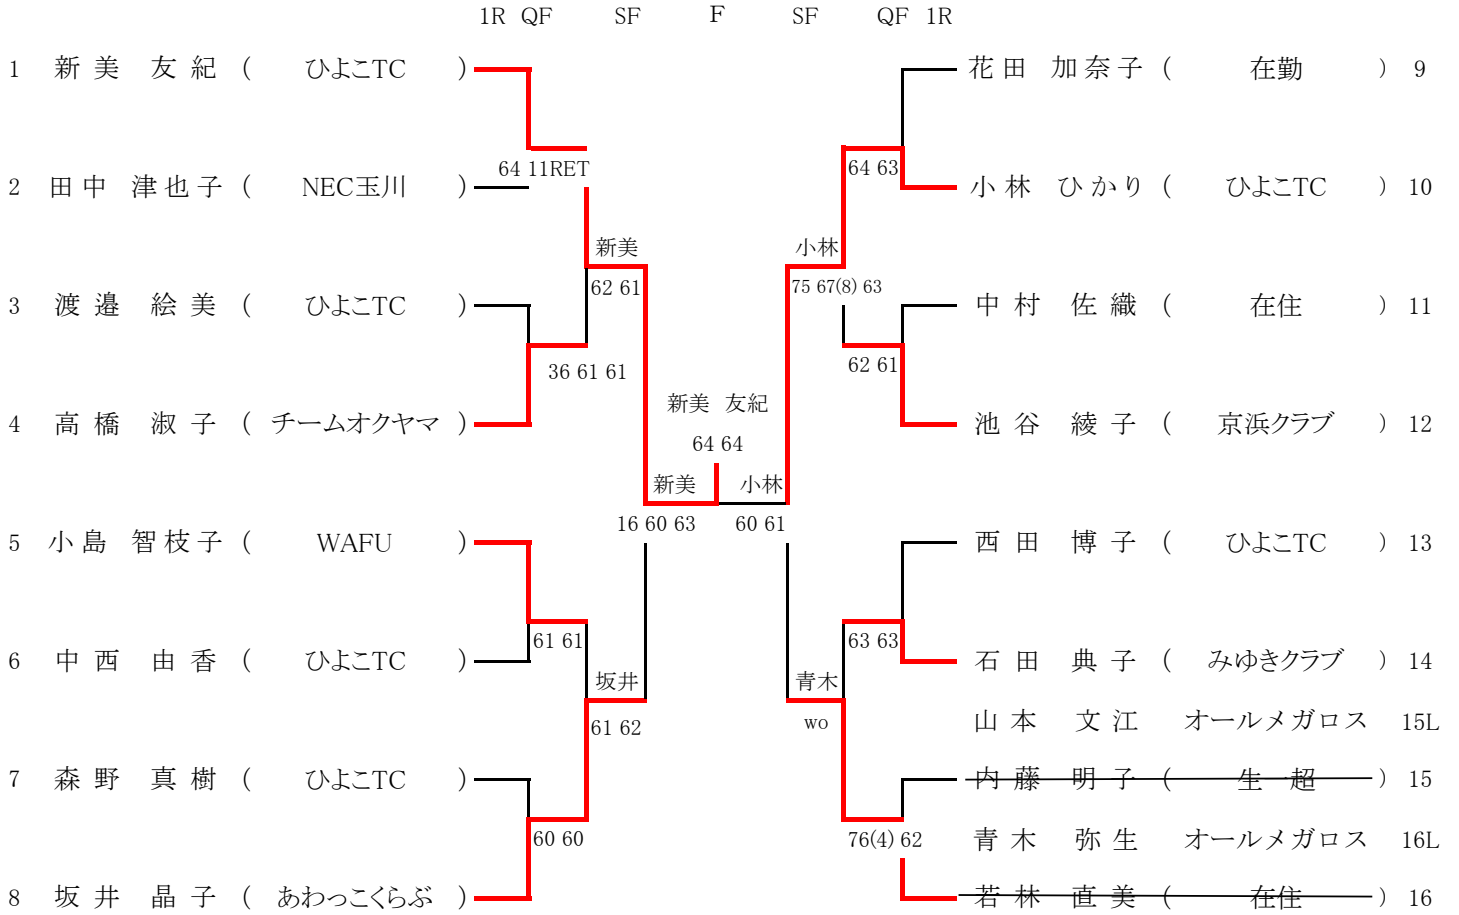 1R QF SF F SF QF 1R
1 新美 友紀 ( ひよこTC ) 花田 加奈子 ( 在勤 ) 9
64 11RET 64 63
2 田中 津也子 ( NEC玉川 ) 小林 ひかり ( ひよこTC ) 10
新美 小林
62 61 75 67(8) 63
3 渡邉 絵美 ( ひよこTC ) 中村 佐織 ( 在住 ) 11
36 61 61 62 61
新美 友紀
4 高橋 淑子 ( チームオクヤマ ) 池谷 綾子 ( 京浜クラブ ) 12
64 64
新美 小林
16 60 63 60 61
5 小島 智枝子 ( WAFU ) 西田 博子 ( ひよこTC ) 13
61 61 63 63
6 中西 由香 ( ひよこTC ) 石田 典子 ( みゆきクラブ ) 14
坂井 青木
61 62 wo 山本 文江 オールメガロス 15L
7 森野 真樹 ( ひよこTC ) 内藤 明子 ( 生 超 ) 15
60 60 76(4) 62 青木 弥生 オールメガロス 16L
8 坂井 晶子 ( あわっこくらぶ ) 若林 直美 ( 在住 ) 16